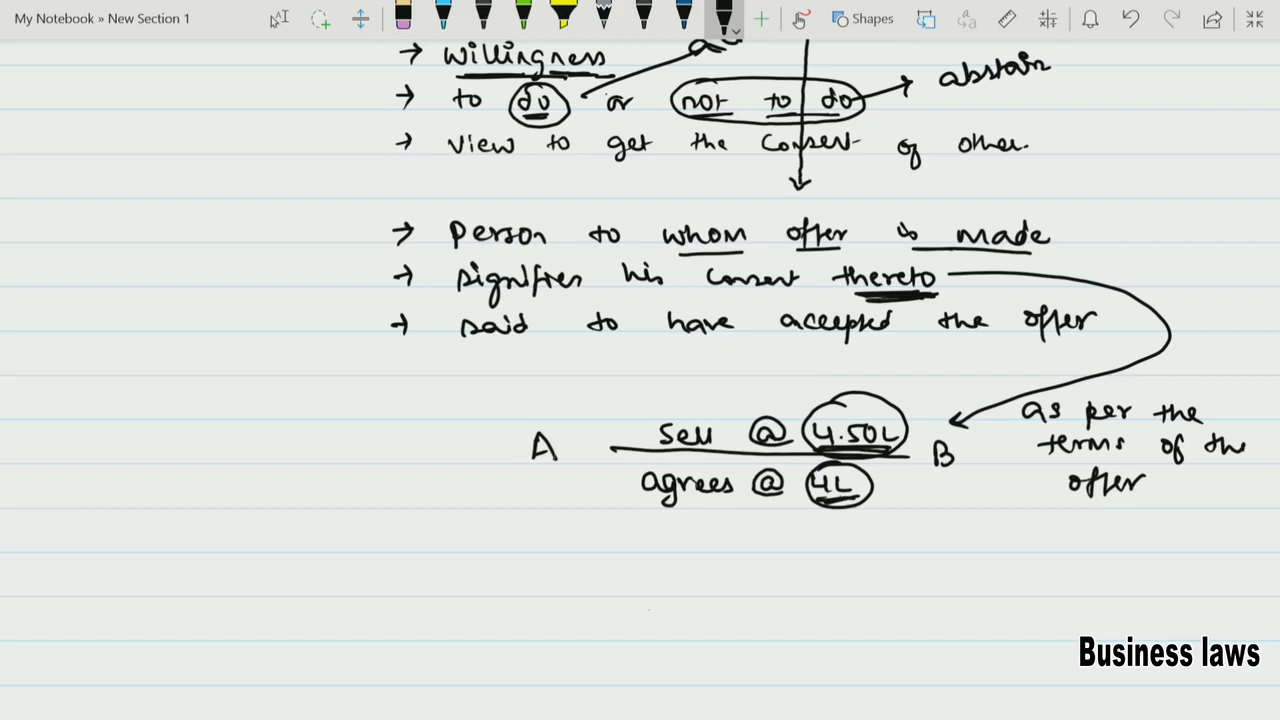 My Notebook » New Section 1
Shapes
→ Willingness
→ to do or not to do → abstain
→ view to get the consent of other.
→ person to whom offer is made
→ signifies his consent thereto
→ said to have accepted the offer
A sell @ 4.50L B
agrees @ 4L
as per the
terms of the
offer
Business laws